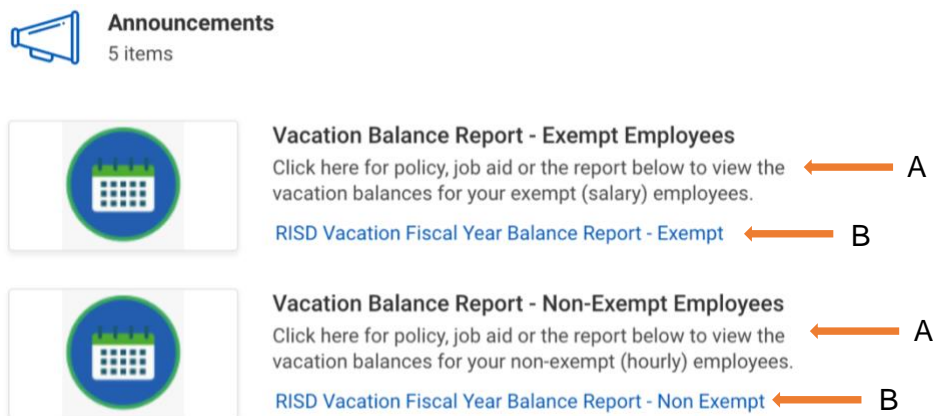 Announcements
5 items
Vacation Balance Report - Exempt Employees
Click here for policy, job aid or the report below to view the
A
vacation balances for your exempt (salary) employees.
RISD Vacation Fiscal Year Balance Report - Exempt
B
Vacation Balance Report - Non-Exempt Employees
Click here for policy, job aid or the report below to view the
A
vacation balances for your non-exempt (hourly) employees.
RISD Vacation Fiscal Year Balance Report - Non Exempt
B